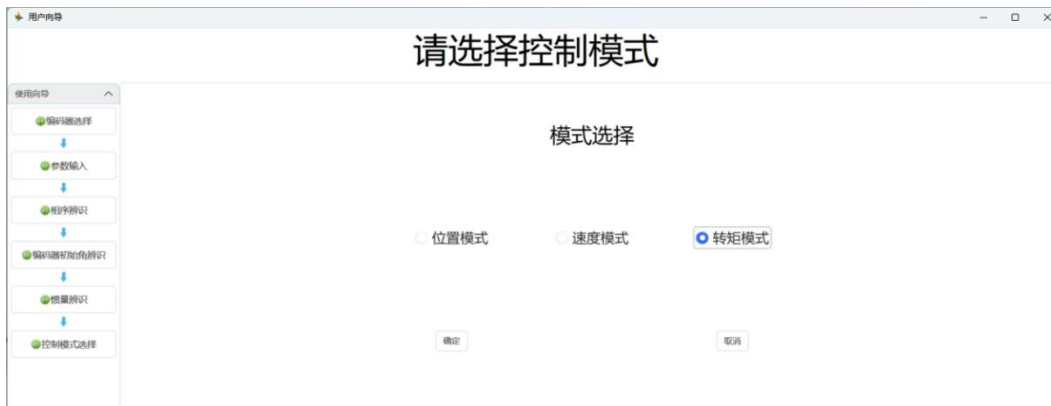 用户向导
请选择控制模式
使用向导
编码器选择
参数输入
相序辨识
编码器初始角辨识
惯量辨识
控制模式选择
模式选择
位置模式 速度模式 转矩模式
确定 取消